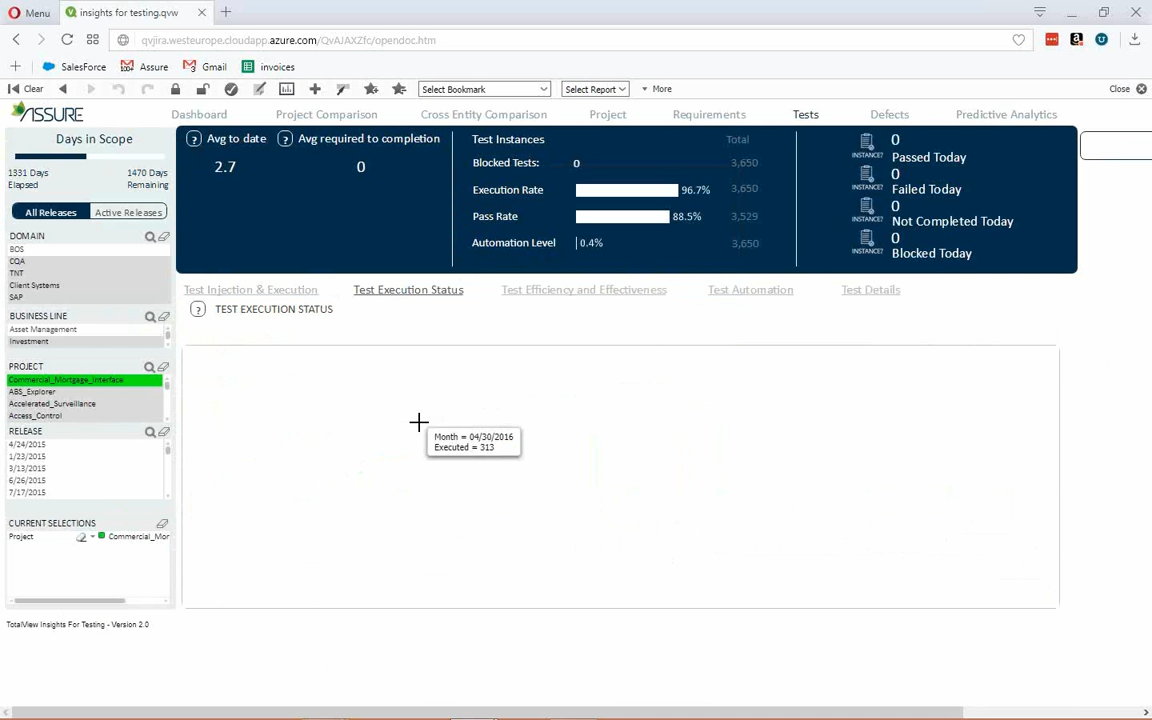 Menu
insights for testing.qvw
qvjira.westeurope.cloudapp.azure.com/QvAJAXZfc/opendoc.htm
SalesForce
100+ Assure
Gmail
invoices
Clear
Select Bookmark
Select Report
More
Close
ASSURE
Dashboard
Project Comparison
Cross Entity Comparison
Project
Requirements
Tests
Defects
Predictive Analytics
Days in Scope
1331 Days
Elapsed
1470 Days
Remaining
All Releases
Active Releases
DOMAIN
BOS
CQA
TNT
Client Systems
SAP
BUSINESS LINE
Asset Management
Investment
PROJECT
Commercial_Mortgage_Interface
ABS_Explorer
Accelerated_Surveillance
Access_Control
RELEASE
4/24/2015
1/23/2015
3/13/2015
6/26/2015
7/17/2015
CURRENT SELECTIONS
Project
Commercial_Mor
TotalView Insights For Testing - Version 2.0
? Avg to date
2.7
? Avg required to completion
0
Test Instances
Total
Blocked Tests:
0
3,650
Execution Rate
96.7%
3,650
Pass Rate
88.5%
3,529
Automation Level
0.4%
3,650
INSTANCE?
0
Passed Today
INSTANCE?
0
Failed Today
INSTANCE?
0
Not Completed Today
INSTANCE?
0
Blocked Today
Test Injection & Execution
Test Execution Status
Test Efficiency and Effectiveness
Test Automation
Test Details
? TEST EXECUTION STATUS
Month = 04/30/2016
Executed = 313